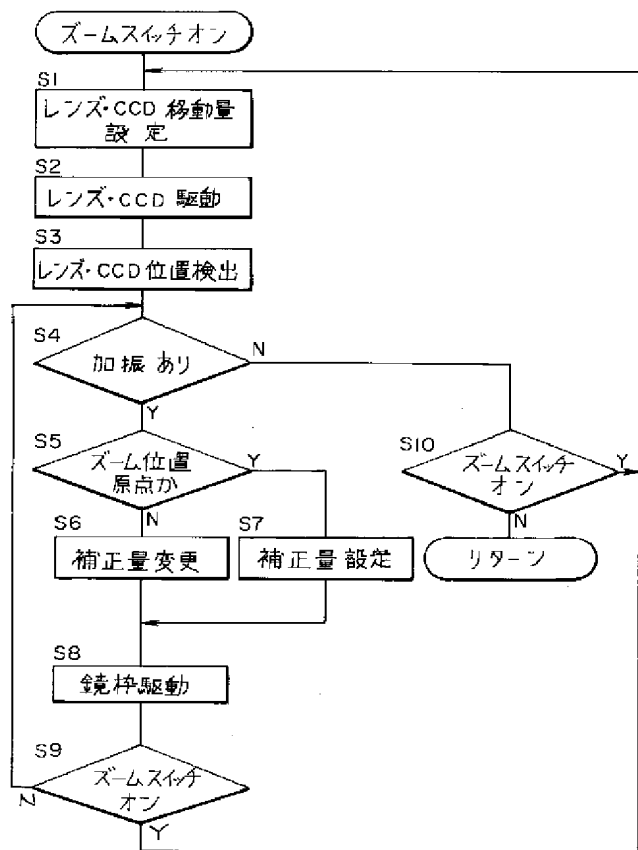 ズームスイッチオン
S1
レンズ・CCD 移動量
設定
S2
レンズ・CCD 駆動
S3
レンズ・CCD 位置検出
S4
加振あり
N
Y
S5
ズーム位置
原点か
Y
N
S10
ズームスイッチ
オン
Y
N
S6
補正量変更
S7
補正量設定
リターン
S8
鏡枠駆動
S9
ズームスイッチ
オン
N
Y